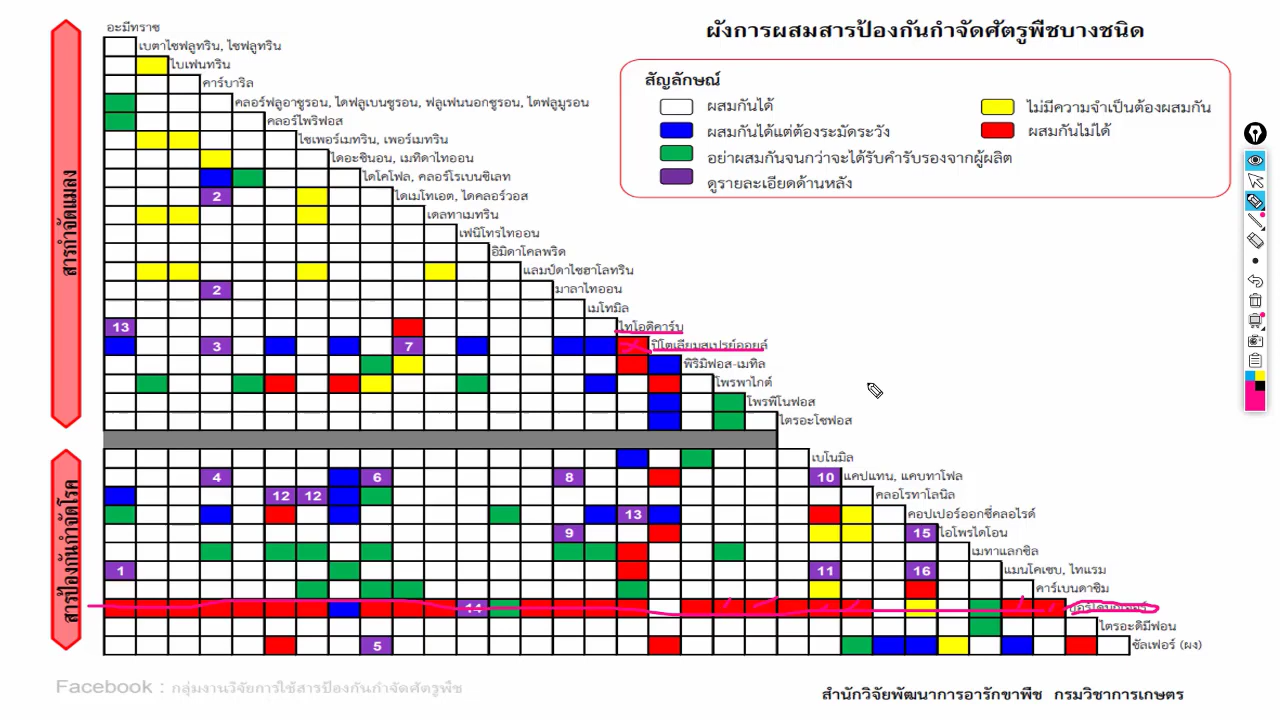 ผังการผสมสารป้องกันกำจัดศัตรูพืชบางชนิด
สัญลักษณ์
ผสมกันได้
ผสมกันได้แต่ต้องระมัดระวัง
อย่าผสมกันจนกว่าจะได้รับคำรับรองจากผู้ผลิต
ดูรายละเอียดด้านหลัง
ไม่มีความจำเป็นต้องผสมกัน
ผสมกันไม่ได้
สารกำจัดแมลง
อะมีทราซ
เบตาไซฟลูทริน, ไซฟลูทริน
ไบเฟนทริน
คาร์บาริล
คลอร์ฟลูอาซูรอน, ไดฟลูเบนซูรอน, ฟลูเฟนนอกซูรอน, ไตฟลูมูรอน
คลอร์ไพริฟอส
ไซเพอร์เมทริน, เพอร์เมทริน
ไดอะซินอน, เมทิดาไทออน
ไดโคโฟล, คลอร์โรเบนซิเลท
2 ไดเมโทเอต, ไดคลอร์วอส
เดลทาเมทริน
เฟนิโทรไทออน
อิมิดาโคลพริด
แลมบ์ดาไซฮาโลทริน
2 มาลาไทออน
เมโทมิล
13 ไทโอดิคาร์บ
3 7 ปิโตเลียมสเปรย์ออยล์
พิริมิฟอส-เมทิล
โพรพาไกต์
โพรฟีโนฟอส
ไตรอะโซฟอส
สารป้องกันกำจัดโรค
เบโนมิล
4 6 8 10 แคปแทน, แคบทาโฟล
12 12 คลอโรทาโลนิล
13 คอปเปอร์ออกซี่คลอไรด์
9 15 ไอโพรไดโอน
เมทาแลกซิล
1 11 16 แมนโคเซบ, ไทแรม
คาร์เบนดาซิม
14
ไตรอะดิมีฟอน
5 ซัลเฟอร์ (ผง)
Facebook : กลุ่มงานวิจัยการใช้สารป้องกันกำจัดศัตรูพืช
สำนักวิจัยพัฒนาการอารักขาพืช กรมวิชาการเกษตร